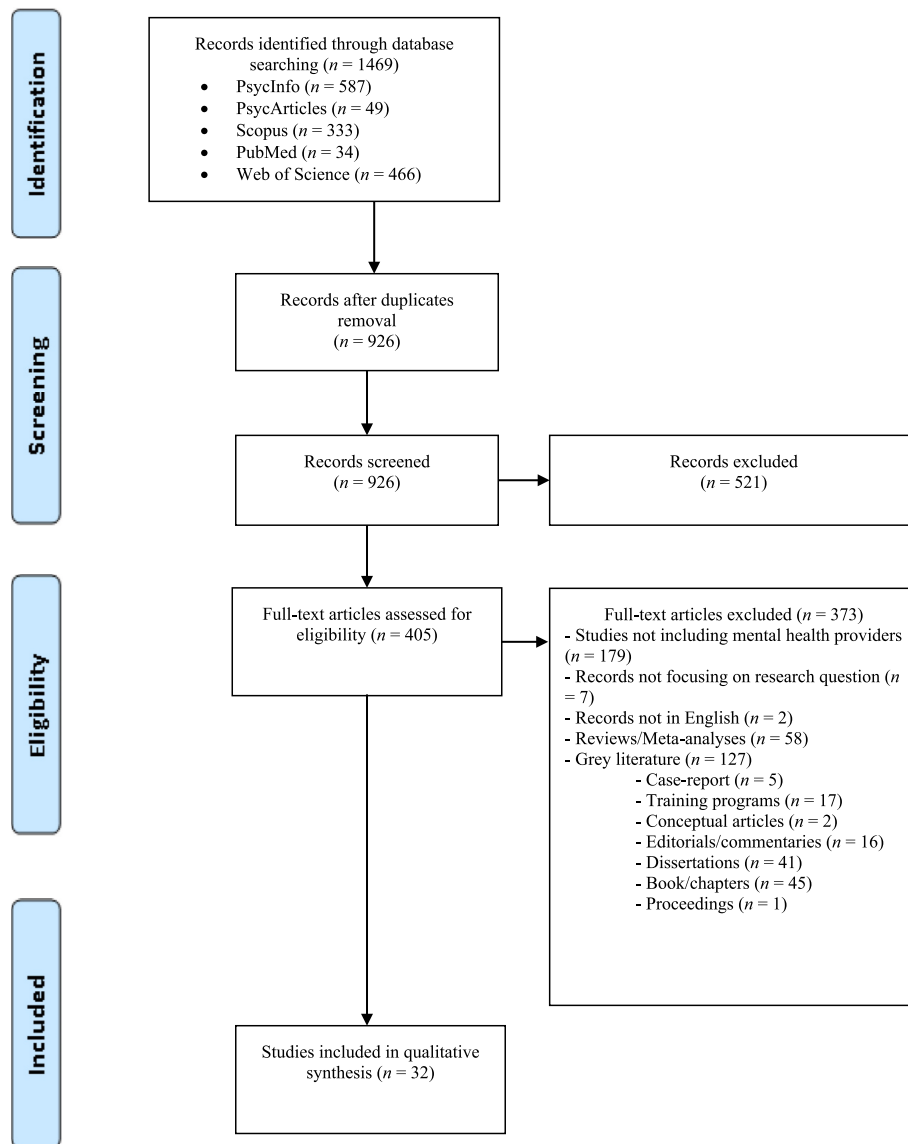 Identification
Records identified through database
searching (n = 1469)
• PsycInfo (n = 587)
• PsycArticles (n = 49)
• Scopus (n = 333)
• PubMed (n = 34)
• Web of Science (n = 466)
Screening
Records after duplicates
removal
(n = 926)
Records screened
(n = 926)
Records excluded
(n = 521)
Eligibility
Full-text articles assessed for
eligibility (n = 405)
Full-text articles excluded (n = 373)
- Studies not including mental health providers
(n = 179)
- Records not focusing on research question (n
= 7)
- Records not in English (n = 2)
- Reviews/Meta-analyses (n = 58)
- Grey literature (n = 127)
- Case-report (n = 5)
- Training programs (n = 17)
- Conceptual articles (n = 2)
- Editorials/commentaries (n = 16)
- Dissertations (n = 41)
- Book/chapters (n = 45)
- Proceedings (n = 1)
Included
Studies included in qualitative
synthesis (n = 32)